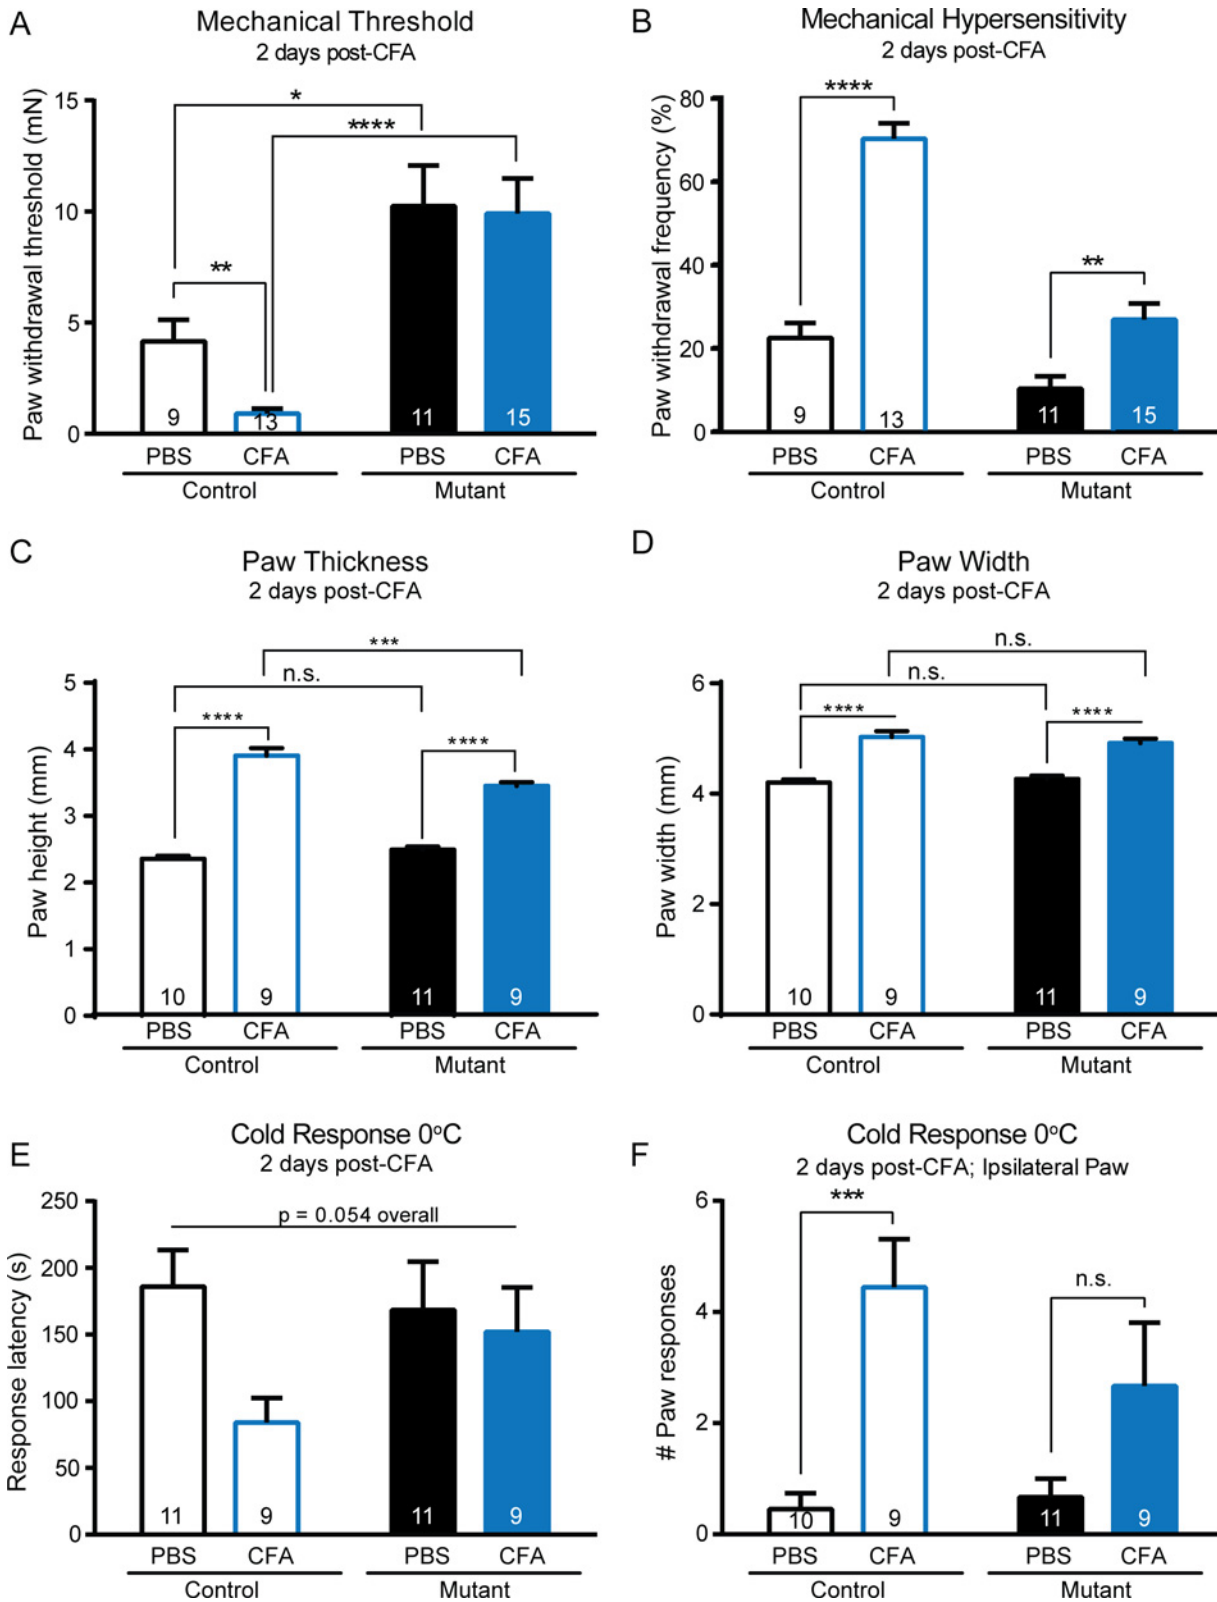 A
Mechanical Threshold
2 days post-CFA
Paw withdrawal threshold (mN)
15
10
5
0
*
****
**
9
13
11
15
PBS CFA PBS CFA
Control Mutant
B
Mechanical Hypersensitivity
2 days post-CFA
Paw withdrawal frequency (%)
80
60
40
20
0
****
**
9
13
11
15
PBS CFA PBS CFA
Control Mutant
C
Paw Thickness
2 days post-CFA
Paw height (mm)
5
4
3
2
1
0
***
n.s.
****
****
10
9
11
9
PBS CFA PBS CFA
Control Mutant
D
Paw Width
2 days post-CFA
Paw width (mm)
6
4
2
0
n.s.
n.s.
****
****
10
9
11
9
PBS CFA PBS CFA
Control Mutant
E
Cold Response 0°C
2 days post-CFA
Response latency (s)
250
200
150
100
50
0
p = 0.054 overall
11
9
11
9
PBS CFA PBS CFA
Control Mutant
F
Cold Response 0°C
2 days post-CFA; Ipsilateral Paw
# Paw responses
6
4
2
0
***
n.s.
10
9
11
9
PBS CFA PBS CFA
Control Mutant